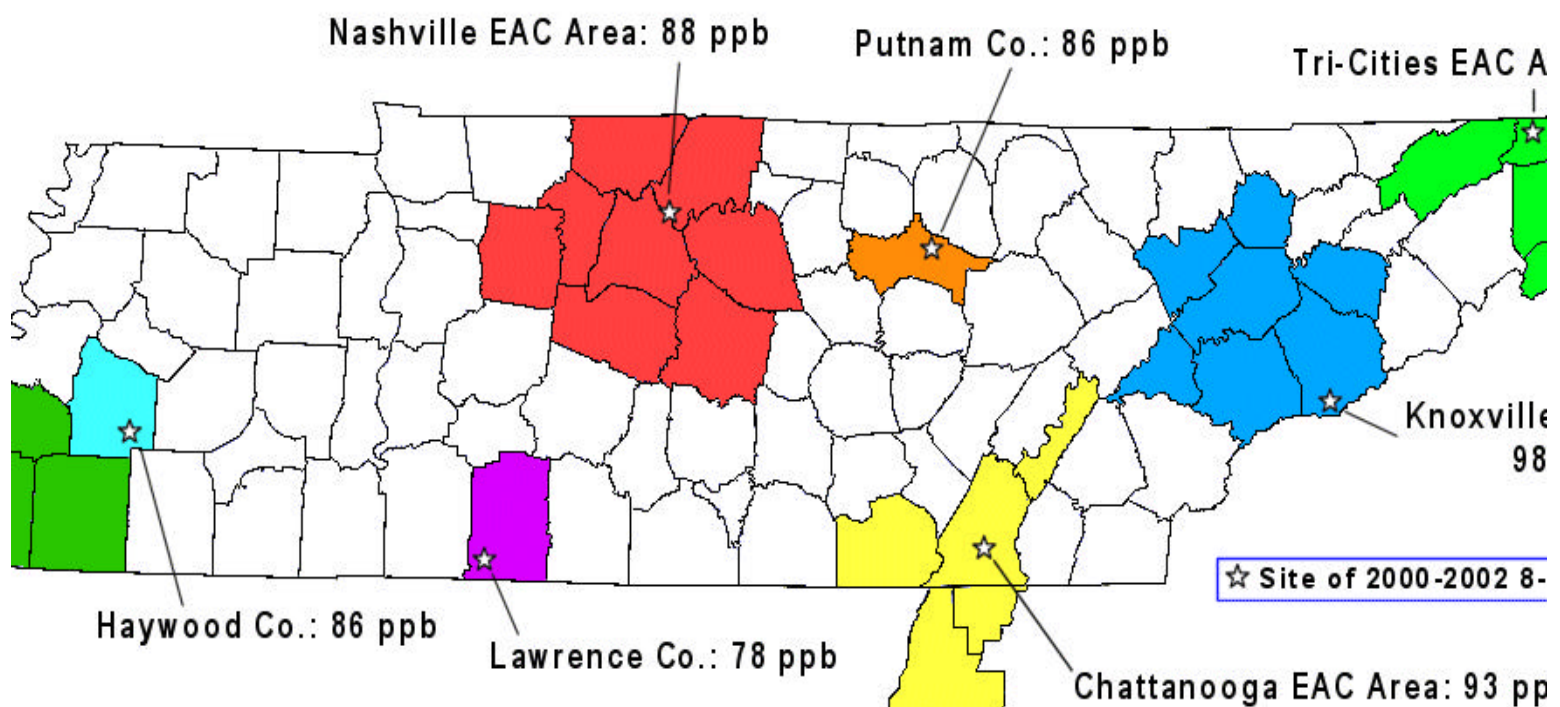 Nashville EAC Area: 88 ppb
Putnam Co.: 86 ppb
Tri-Cities EAC A
Knoxville
98
Site of 2000-2002 8-
Haywood Co.: 86 ppb
Lawrence Co.: 78 ppb
Chattanooga EAC Area: 93 pp